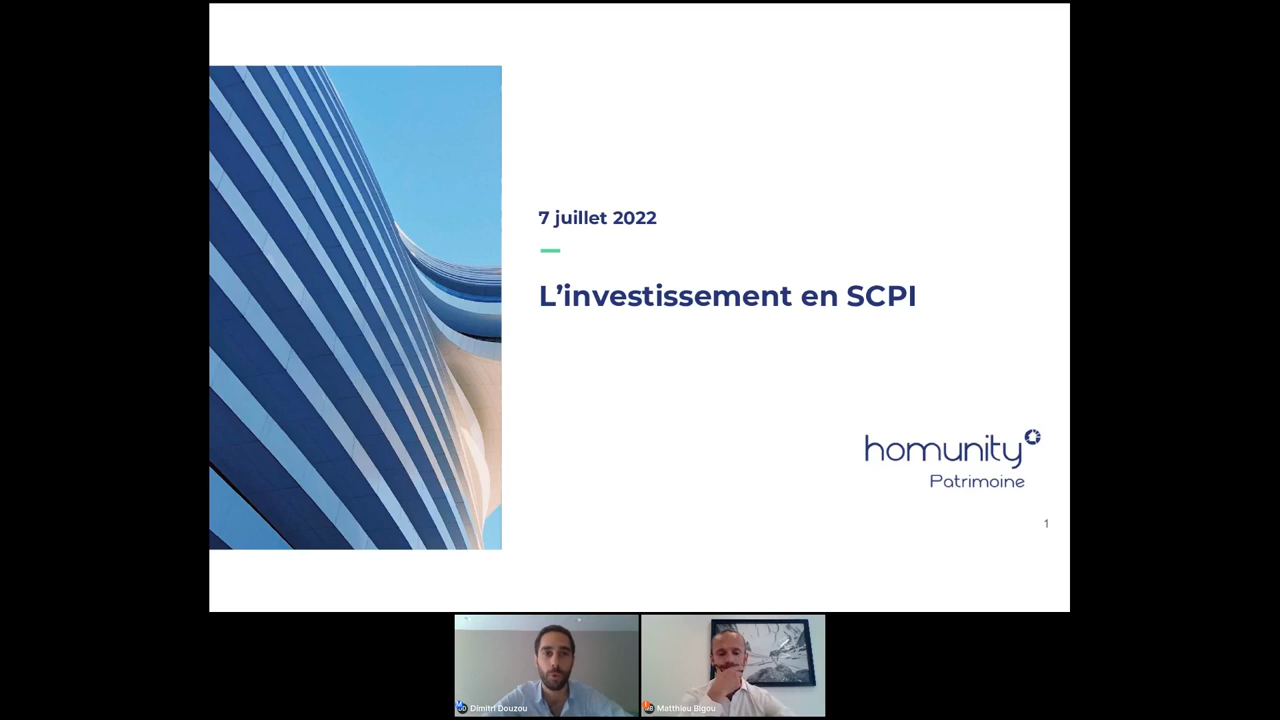 7 juillet 2022
L’investissement en SCPI
homunity
Patrimoine
1
Dimitri Douzou
Matthieu Bigou